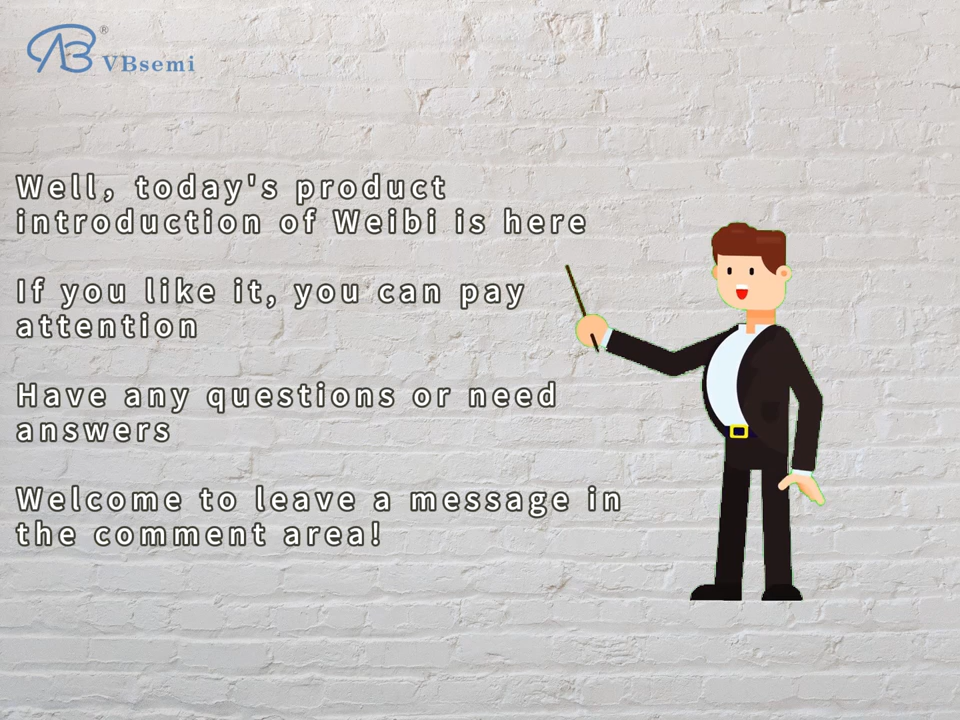 VBsemi
Well, today's product
introduction of Weibi is here
If you like it, you can pay
attention
Have any questions or need
answers
Welcome to leave a message in
the comment area!